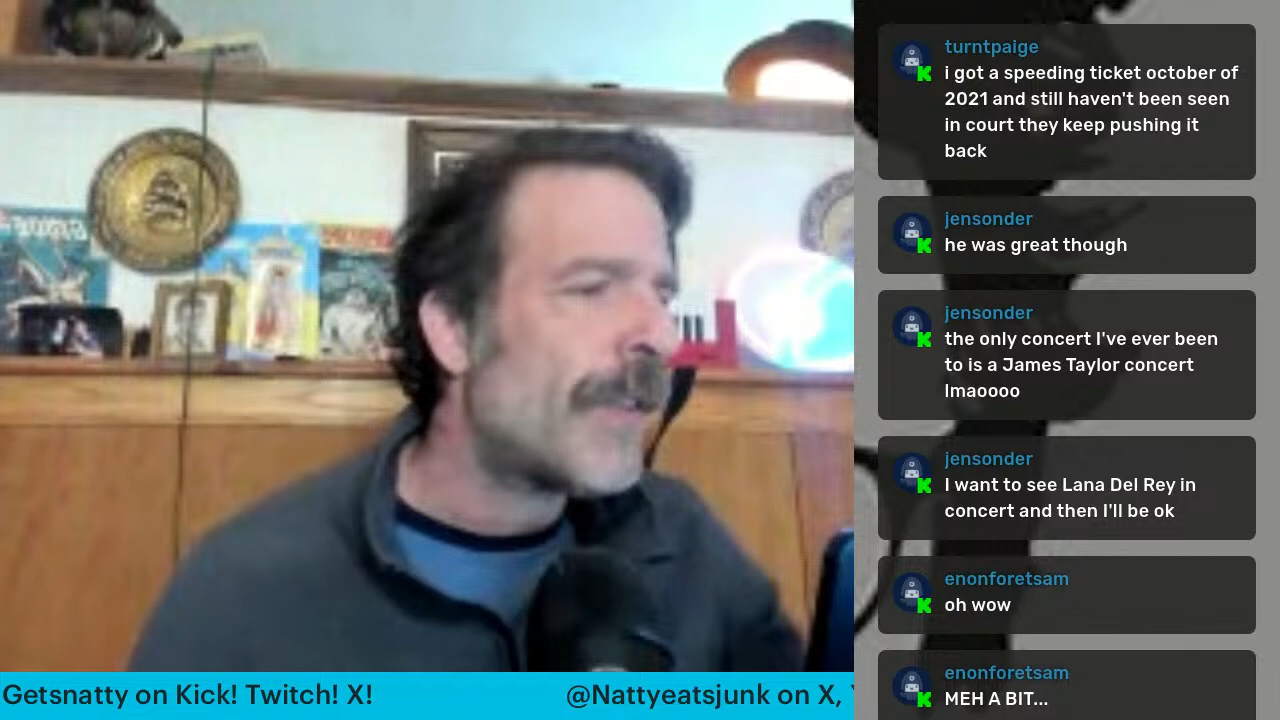 turntpaige
i got a speeding ticket october of
2021 and still haven't been seen
in court they keep pushing it
back
jensonder
he was great though
jensonder
the only concert I've ever been
to is a James Taylor concert
lmaoooo
jensonder
I want to see Lana Del Rey in
concert and then I'll be ok
enonforetsam
oh wow
enonforetsam
MEH A BIT...
Getsnatty on Kick! Twitch! X!
@Nattyeatsjunk on X,